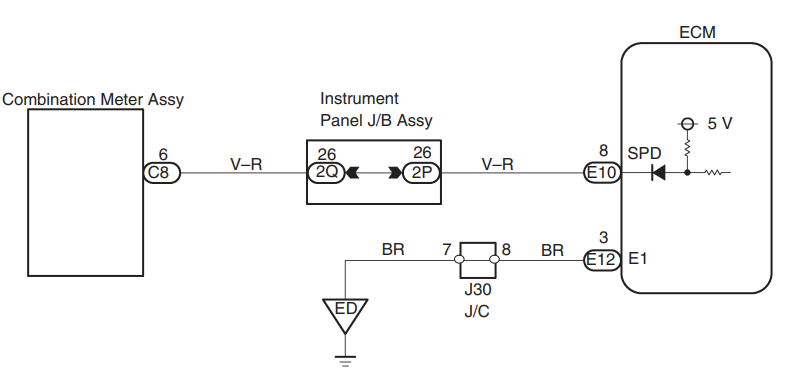 ECM
Combination Meter Assy
Instrument
Panel J/B Assy
5 V
6
26
26
8
SPD
C8
V–R
2Q
2P
V–R
E10
3
BR
7
8
BR
E12
E1
J30
J/C
ED